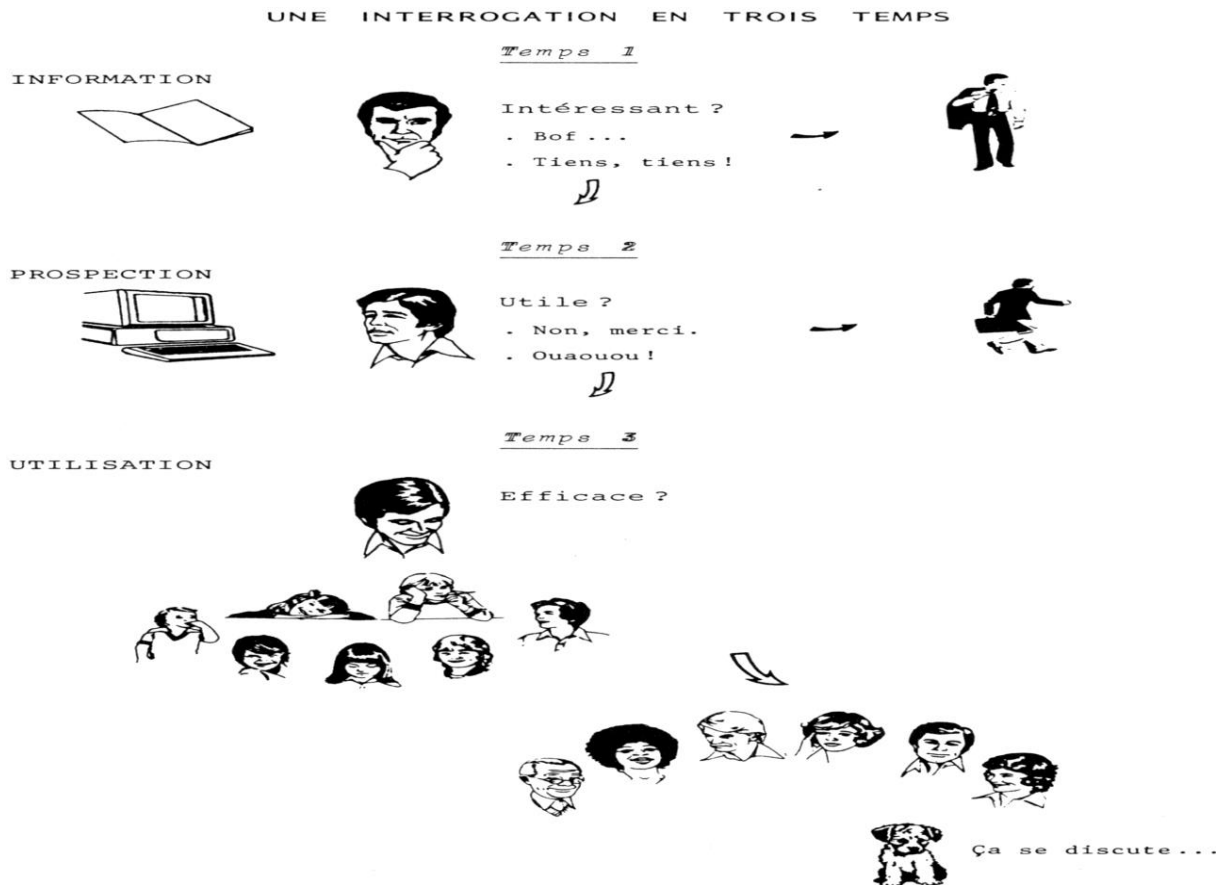 UNE INTERROGATION EN TROIS TEMPS
Temps 1
INFORMATION
Intéressant ?
. Bof ...
. Tiens, tiens !
Temps 2
PROSPECTION
Utile ?
. Non, merci.
. Ouaouou !
Temps 3
UTILISATION
Efficace ?
Ça se discute ...